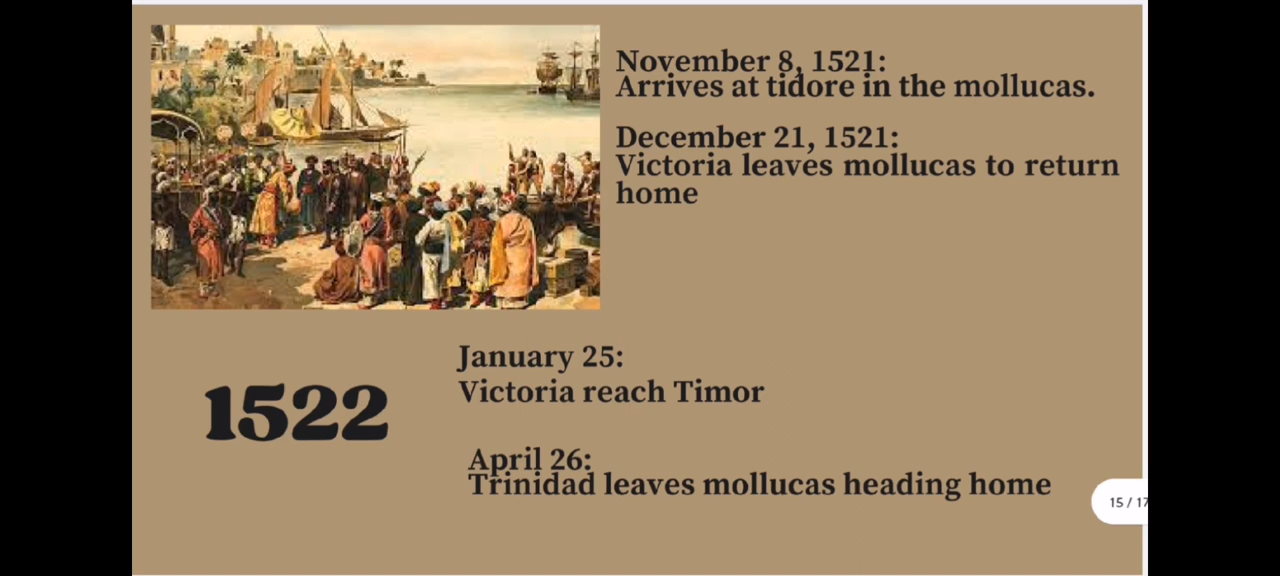 November 8, 1521:
Arrives at tidore in the mollucas.
December 21, 1521:
Victoria leaves mollucas to return
home
1522
January 25:
Victoria reach Timor
April 26:
Trinidad leaves mollucas heading home
15 / 17